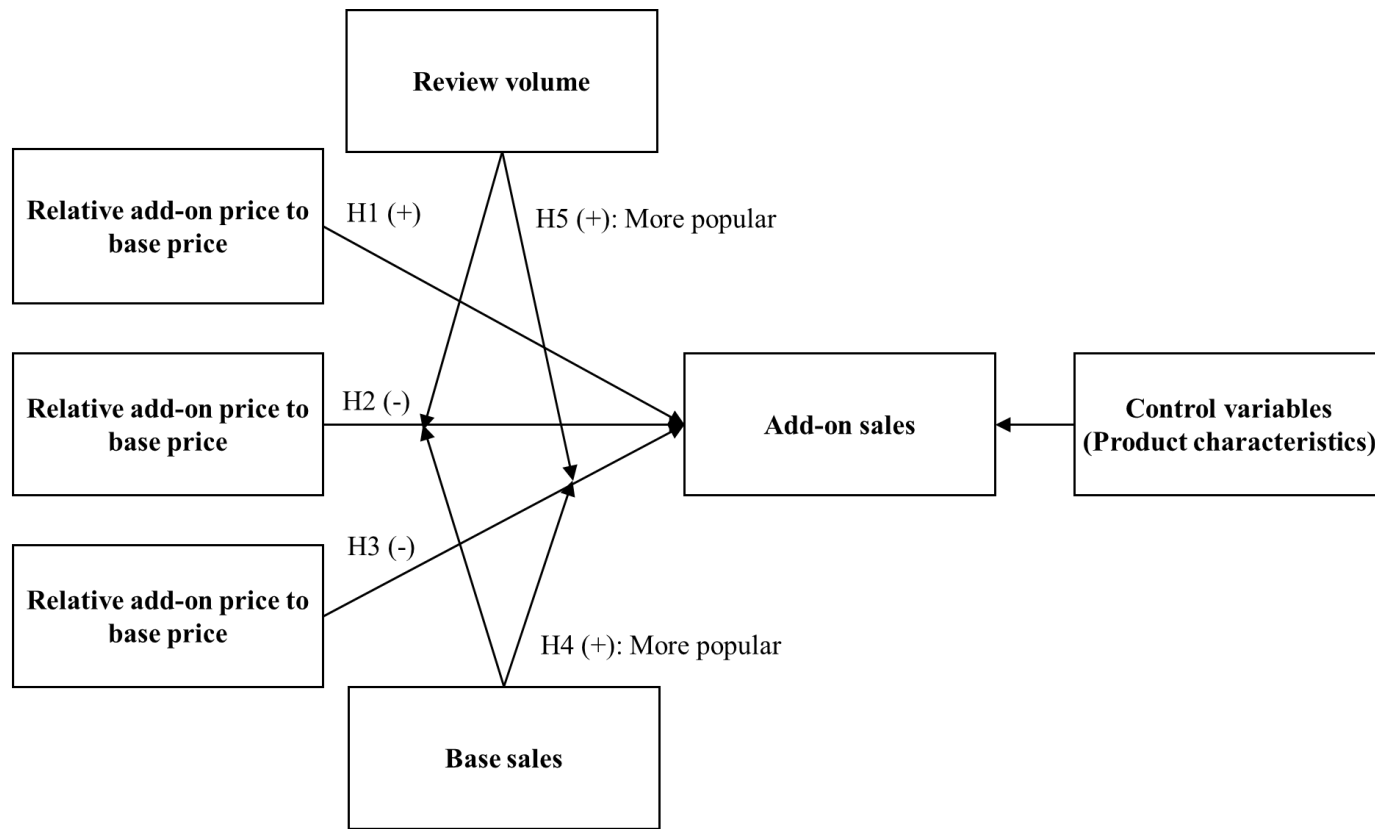 Review volume
Relative add-on price to
base price
H1 (+)
H5 (+): More popular
Relative add-on price to
base price
H2 (-)
Add-on sales
Control variables
(Product characteristics)
Relative add-on price to
base price
H3 (-)
H4 (+): More popular
Base sales